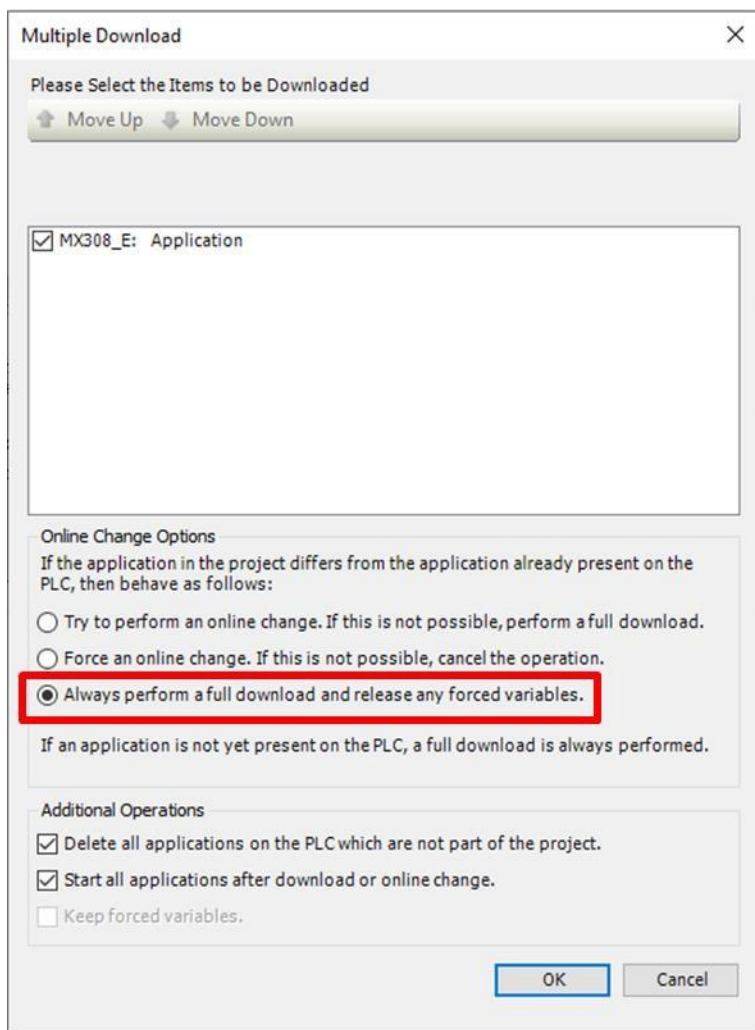 Multiple Download
Please Select the Items to be Downloaded
Move Up Move Down
MX308_E: Application
Online Change Options
If the application in the project differs from the application already present on the
PLC, then behave as follows:
Try to perform an online change. If this is not possible, perform a full download.
Force an online change. If this is not possible, cancel the operation.
Always perform a full download and release any forced variables.
If an application is not yet present on the PLC, a full download is always performed.
Additional Operations
Delete all applications on the PLC which are not part of the project.
Start all applications after download or online change.
Keep forced variables.
OK Cancel